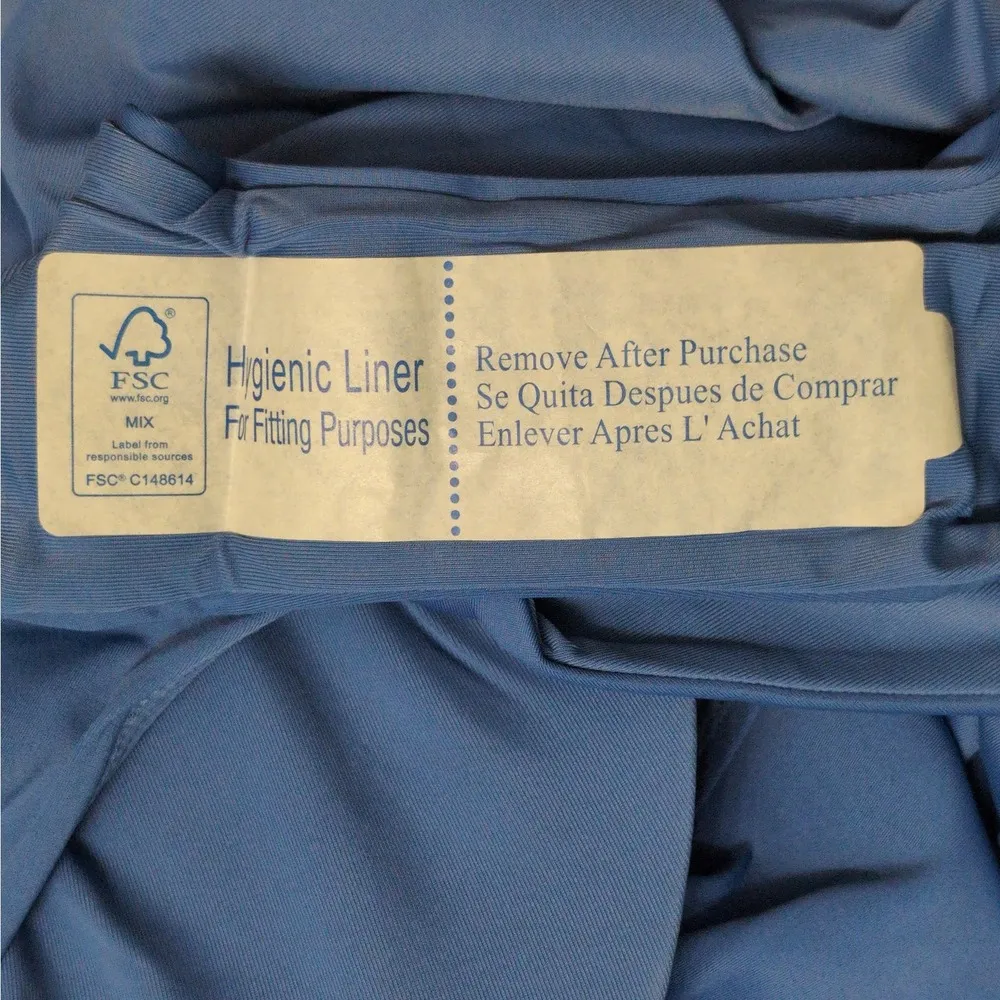 ®
FSC
www.fsc.org
MIX
Label from
responsible sources
FSC® C148614
Hygienic Liner
For Fitting Purposes
Remove After Purchase
Se Quita Despues de Comprar
Enlever Apres L' Achat